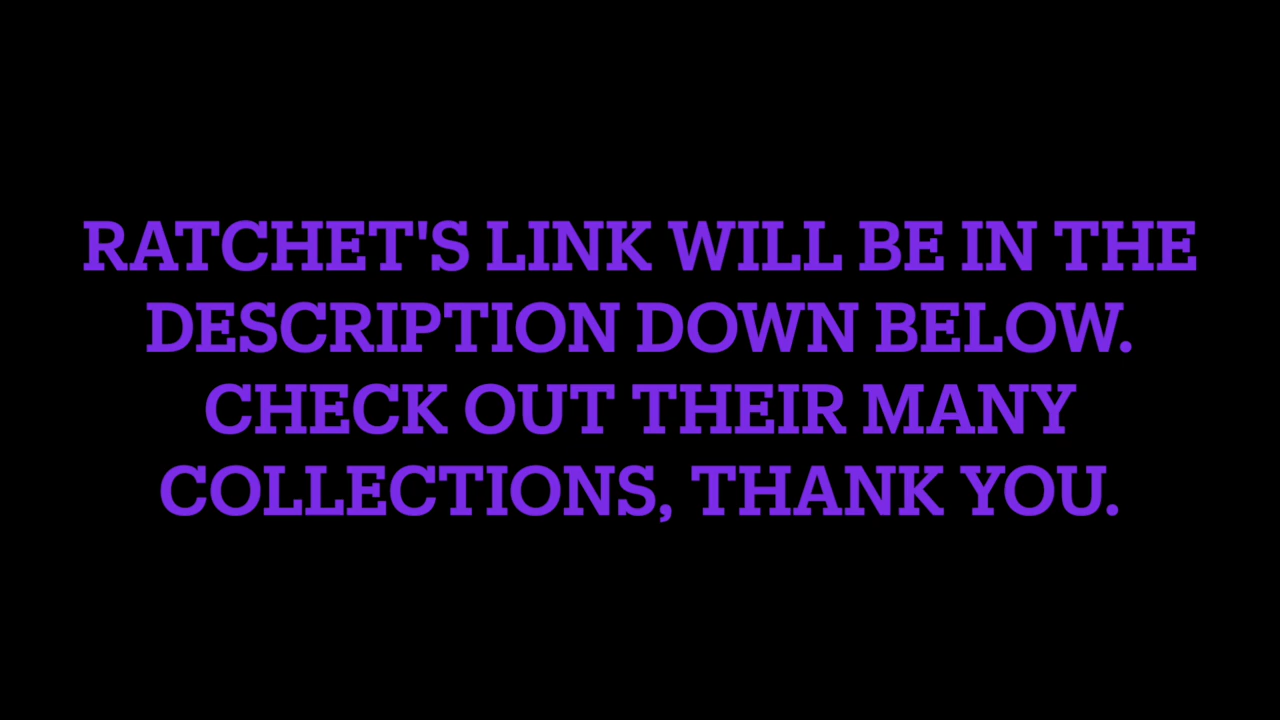 RATCHET'S LINK WILL BE IN THE
DESCRIPTION DOWN BELOW.
CHECK OUT THEIR MANY
COLLECTIONS, THANK YOU.